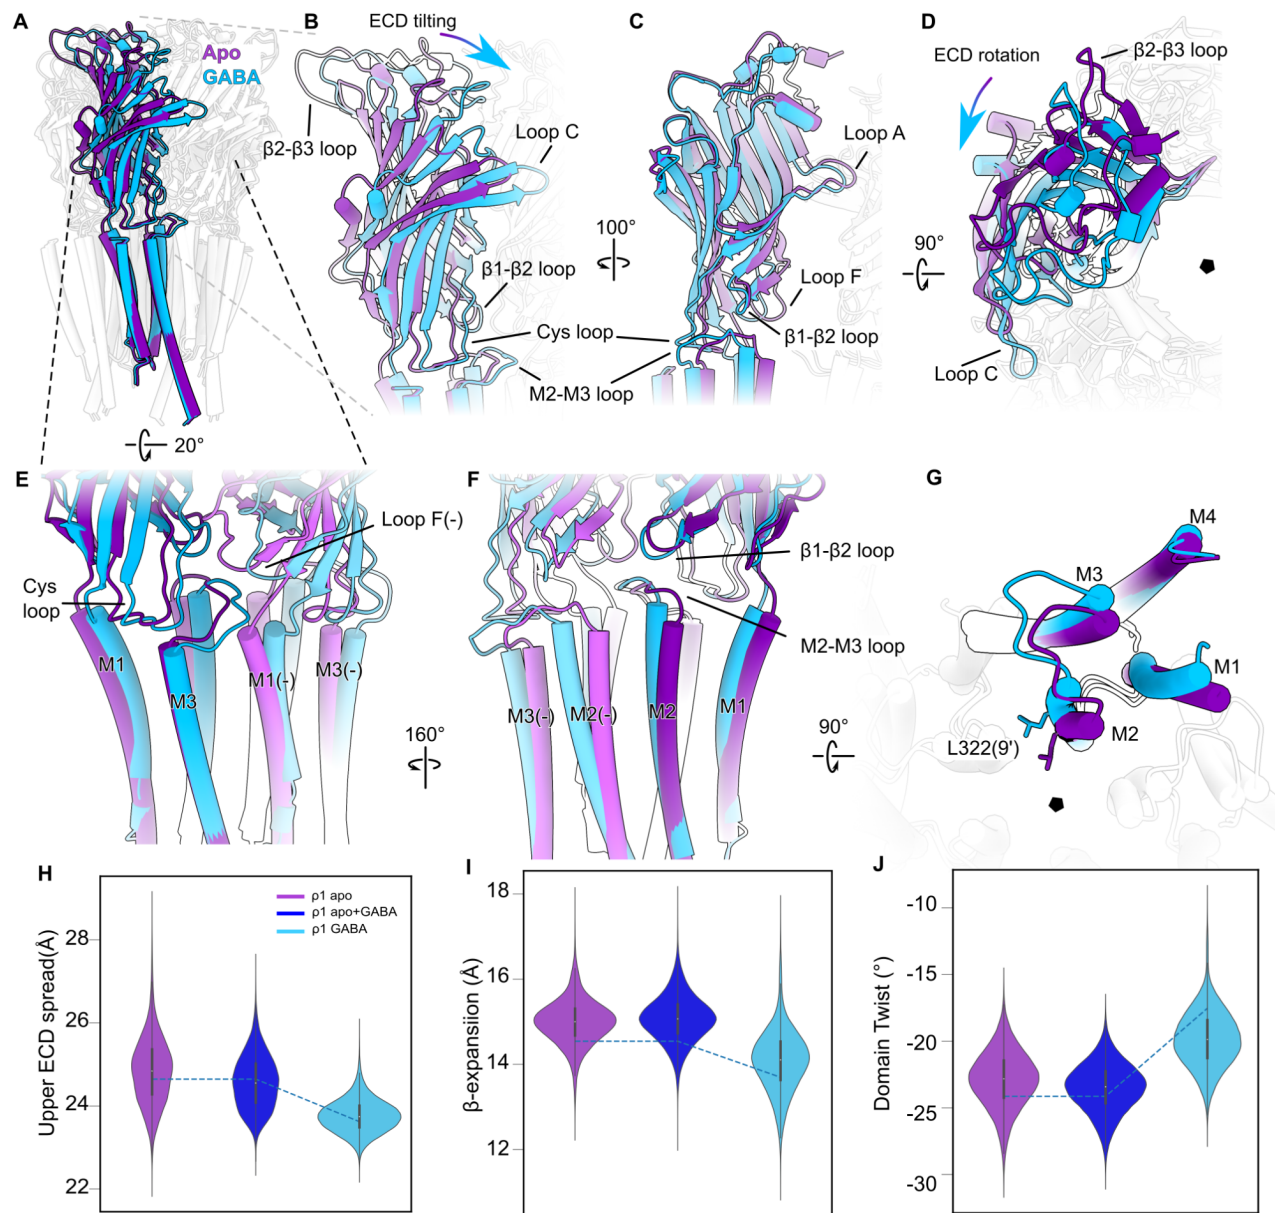 A
Apo
GABA
20°
B
ECD tilting
β2-β3 loop
Loop C
β1-β2 loop
Cys loop
M2-M3 loop
C
100°
Loop A
Loop F
β1-β2 loop
D
ECD rotation
β2-β3 loop
90°
Loop C
E
Loop F(-)
Cys
loop
M1
M3
M1(-)
M3(-)
160°
F
β1-β2 loop
M2-M3 loop
M3(-)
M2(-)
M2
M1
90°
G
M4
M3
M1
M2
L322(9')
H
Upper ECD spread(Å)
28
26
24
22
ρ1 apo
ρ1 apo+GABA
ρ1 GABA
I
β-expansiion (Å)
18
16
14
12
J
Domain Twist (°)
-10
-15
-20
-25
-30